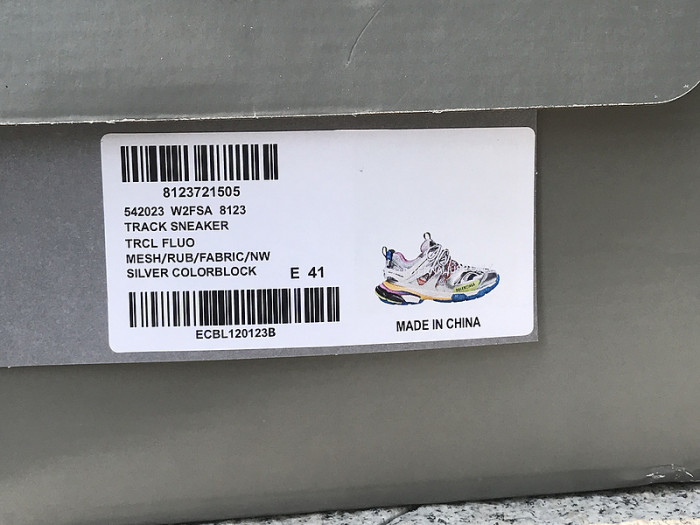 8123721505
542023 W2FSA 8123
TRACK SNEAKER
TRCL FLUO
MESH/RUB/FABRIC/NW
SILVER COLORBLOCK E 41
ECBL120123B
BALENCIAGA
MADE IN CHINA